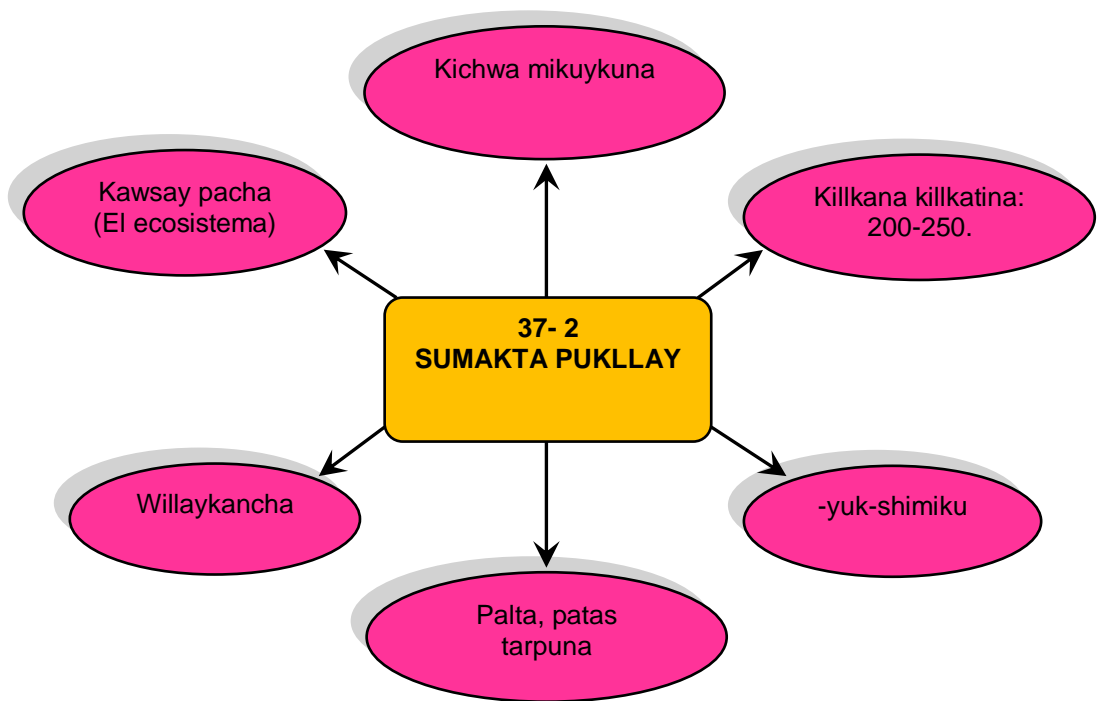 Kichwa mikuykuna
Kawsay pacha
(El ecosistema)
Killkana killkatina:
200-250.
37- 2
SUMAKTA PUKLLAY
Willaykancha
-yuk-shimiku
Palta, patas
tarpuna